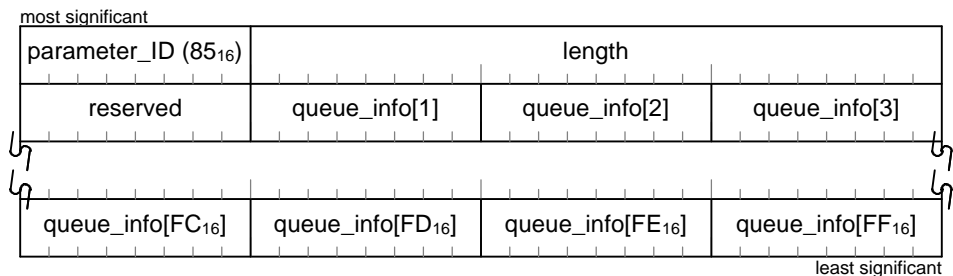 most significant
parameter_ID (85₁₆) length
reserved queue_info[1] queue_info[2] queue_info[3]
queue_info[FC₁₆] queue_info[FD₁₆] queue_info[FE₁₆] queue_info[FF₁₆]
least significant